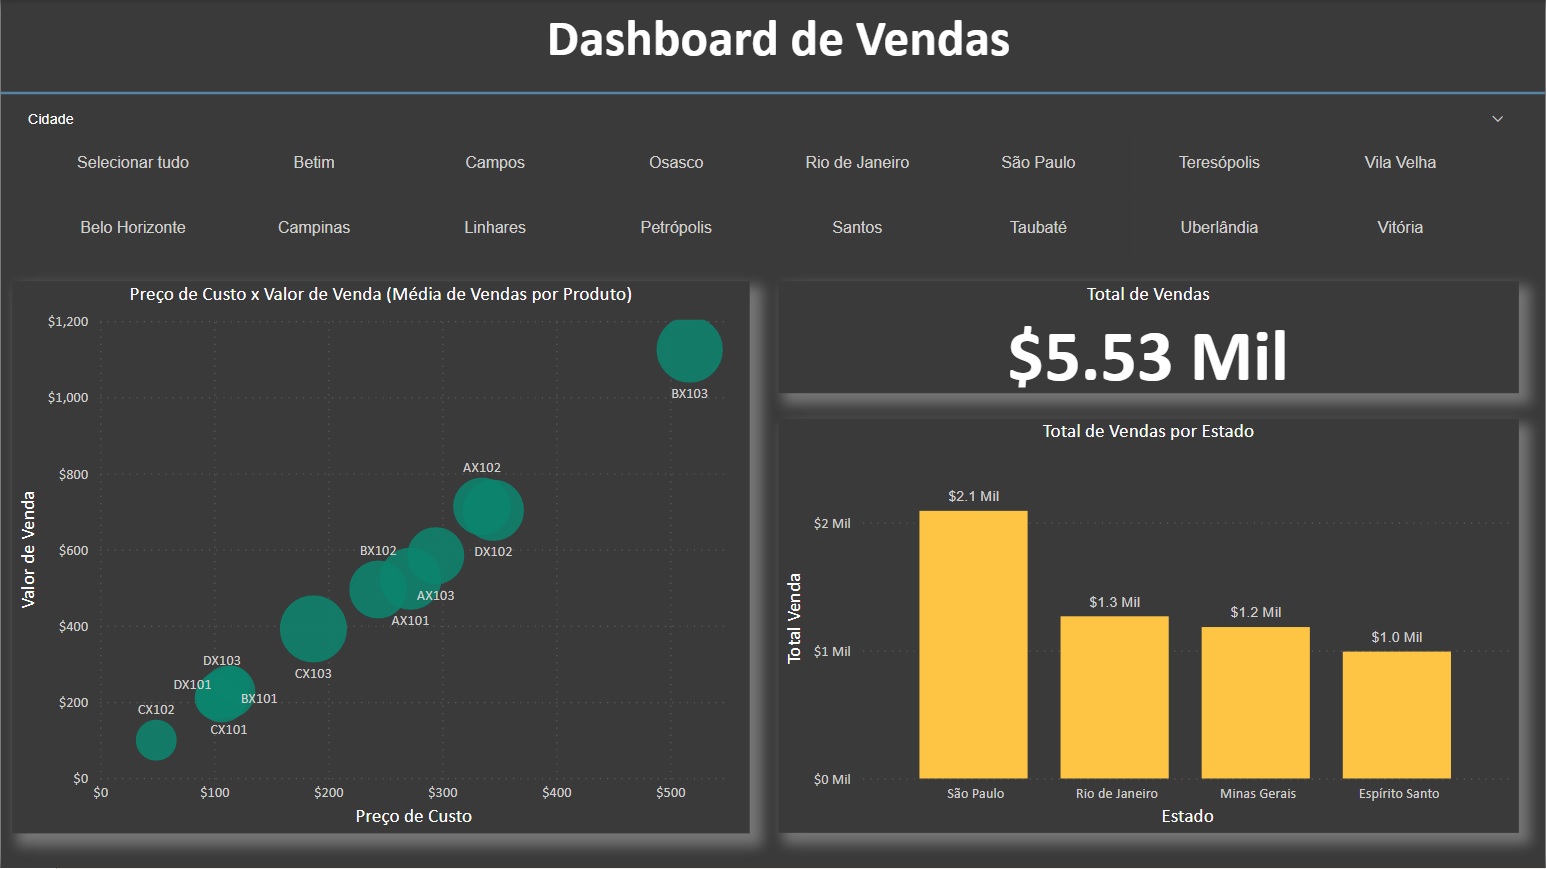 Dashboard de Vendas
Cidade
Selecionar tudo
Betim
Campos
Osasco
Rio de Janeiro
São Paulo
Teresópolis
Vila Velha
Belo Horizonte
Campinas
Linhares
Petrópolis
Santos
Taubaté
Uberlândia
Vitória
Preço de Custo x Valor de Venda (Média de Vendas por Produto)
$1,200
$1,000
$800
$600
$400
$200
$0
Valor de Venda
BX103
AX102
DX102
BX102
AX103
AX101
CX103
DX103
DX101
BX101
CX102
CX101
$0
$100
$200
$300
$400
$500
Preço de Custo
Total de Vendas
$5.53 Mil
Total de Vendas por Estado
Total Venda
$2 Mil
$1 Mil
$0 Mil
$2.1 Mil
$1.3 Mil
$1.2 Mil
$1.0 Mil
São Paulo
Rio de Janeiro
Minas Gerais
Espírito Santo
Estado